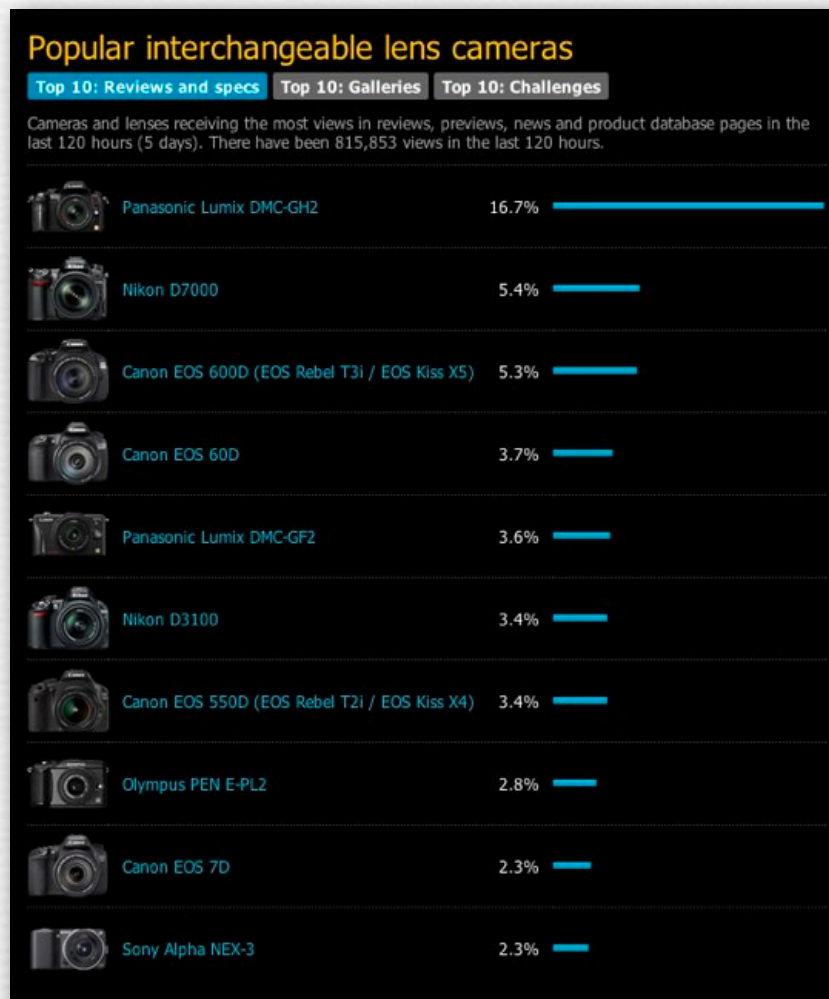 Popular interchangeable lens cameras
Top 10: Reviews and specs Top 10: Galleries Top 10: Challenges
Cameras and lenses receiving the most views in reviews, previews, news and product database pages in the
last 120 hours (5 days). There have been 815,853 views in the last 120 hours.
Panasonic Lumix DMC-GH2 16.7%
Nikon D7000 5.4%
Canon EOS 600D (EOS Rebel T3i / EOS Kiss X5) 5.3%
Canon EOS 60D 3.7%
Panasonic Lumix DMC-GF2 3.6%
Nikon D3100 3.4%
Canon EOS 550D (EOS Rebel T2i / EOS Kiss X4) 3.4%
Olympus PEN E-PL2 2.8%
Canon EOS 7D 2.3%
Sony Alpha NEX-3 2.3%